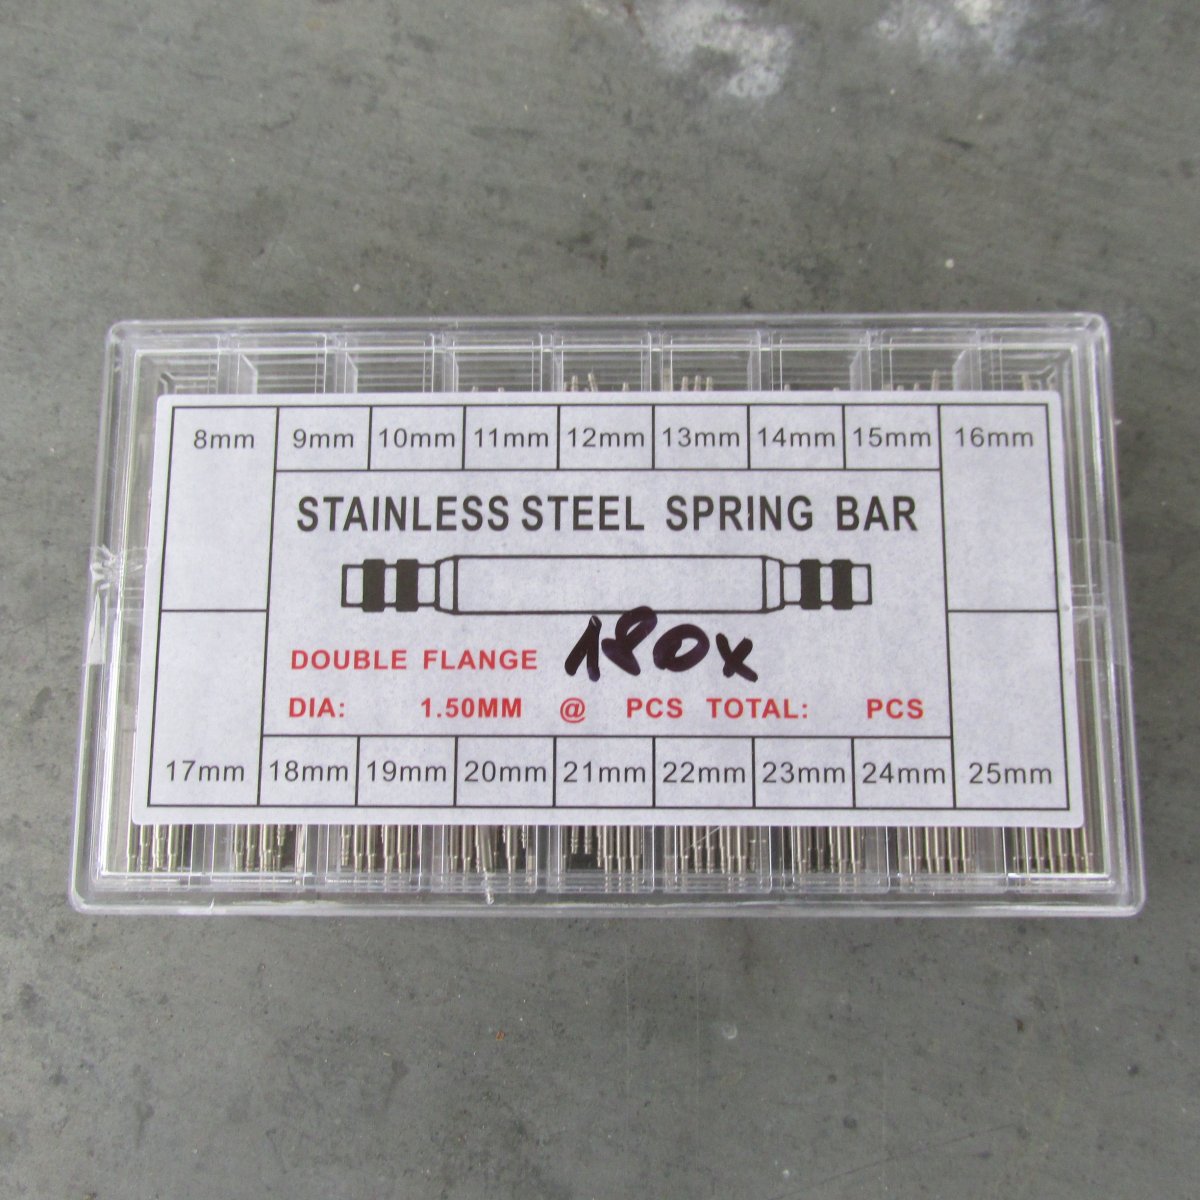 8mm 9mm 10mm 11mm 12mm 13mm 14mm 15mm 16mm
STAINLESS STEEL SPRING BAR
180x
DOUBLE FLANGE
DIA: 1.50MM @ PCS TOTAL: PCS
17mm 18mm 19mm 20mm 21mm 22mm 23mm 24mm 25mm